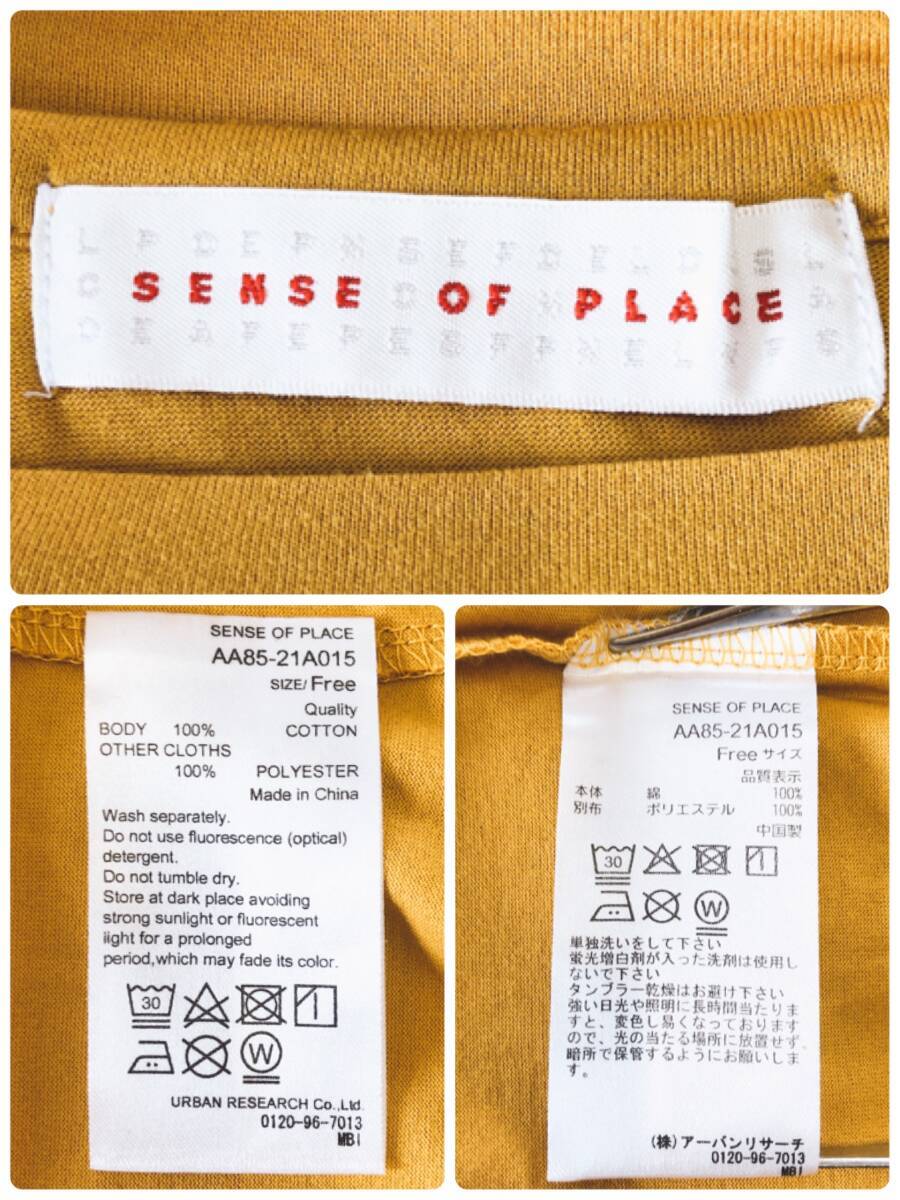 SENSE OF PLACE
SENSE OF PLACE
AA85-21A015
SIZE/Free
Quality
BODY 100% COTTON
OTHER CLOTHS
100% POLYESTER
Made in China
Wash separately.
Do not use fluorescence (optical)
detergent.
Do not tumble dry.
Store at dark place avoiding
strong sunlight or fluorescent
light for a prolonged
period,which may fade its color.
30
W
URBAN RESEARCH Co.,Ltd.
0120-96-7013
MBI
SENSE OF PLACE
AA85-21A015
Free サイズ
品質表示
本体 綿 100%
別布 ポリエステル 100%
中国製
30
W
単独洗いをして下さい
蛍光増白剤が入った洗剤は使用し
ないで下さい
タンブラー乾燥はお避け下さい
強い日光や照明に長時間当たりま
すと、変色し易くなっております
ので、光の当たる場所に放置せず、
暗所で保管するようにお願いしま
す。
(株)アーバンリサーチ
0120-96-7013
MBI